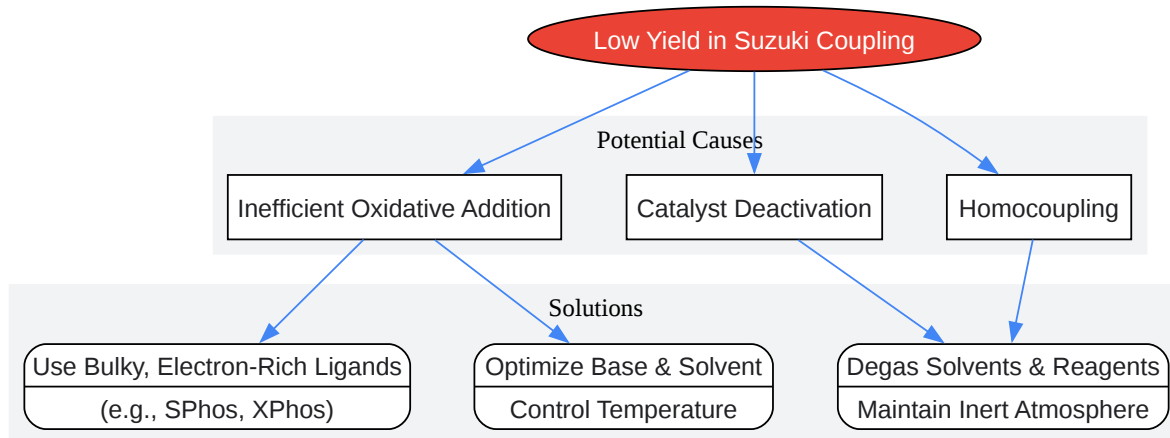 Low Yield in Suzuki Coupling
Potential Causes
Inefficient Oxidative Addition
Catalyst Deactivation
Homocoupling
Solutions
Use Bulky, Electron-Rich Ligands
(e.g., SPhos, XPhos)
Optimize Base & Solvent
Control Temperature
Degas Solvents & Reagents
Maintain Inert Atmosphere